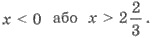 x < 0 або x > 2 2/3.